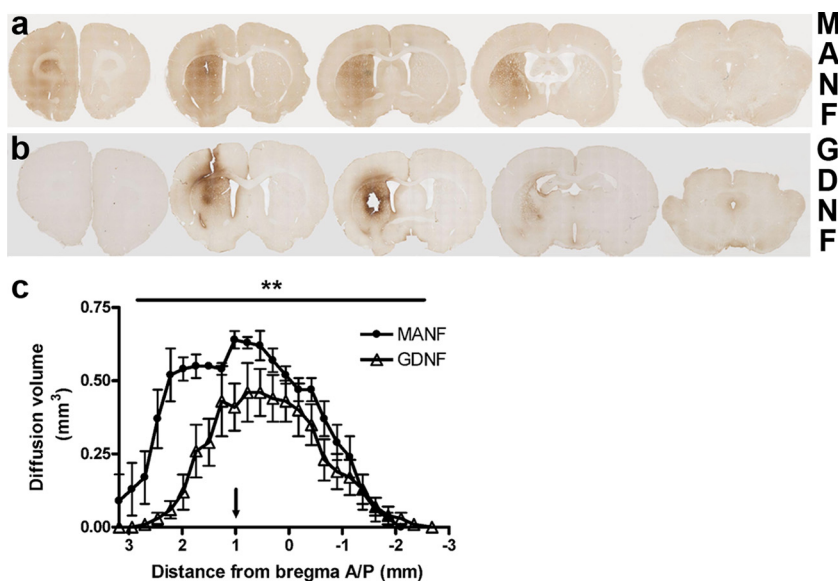 a
M
A
N
F
b
G
D
N
F
c
**
MANF
GDNF
Diffusion volume
(mm³)
0.75
0.50
0.25
0.00
3 2 1 0 -1 -2 -3
Distance from bregma A/P (mm)